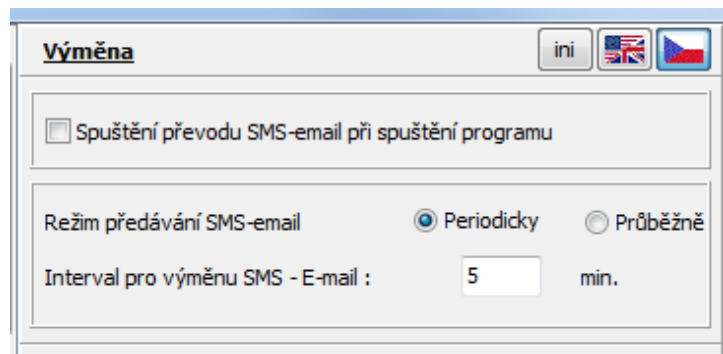 Výměna ini
Spuštění převodu SMS-email při spuštění programu
Režim předávání SMS-email Periodicky Průběžně
Interval pro výměnu SMS - E-mail : 5 min.